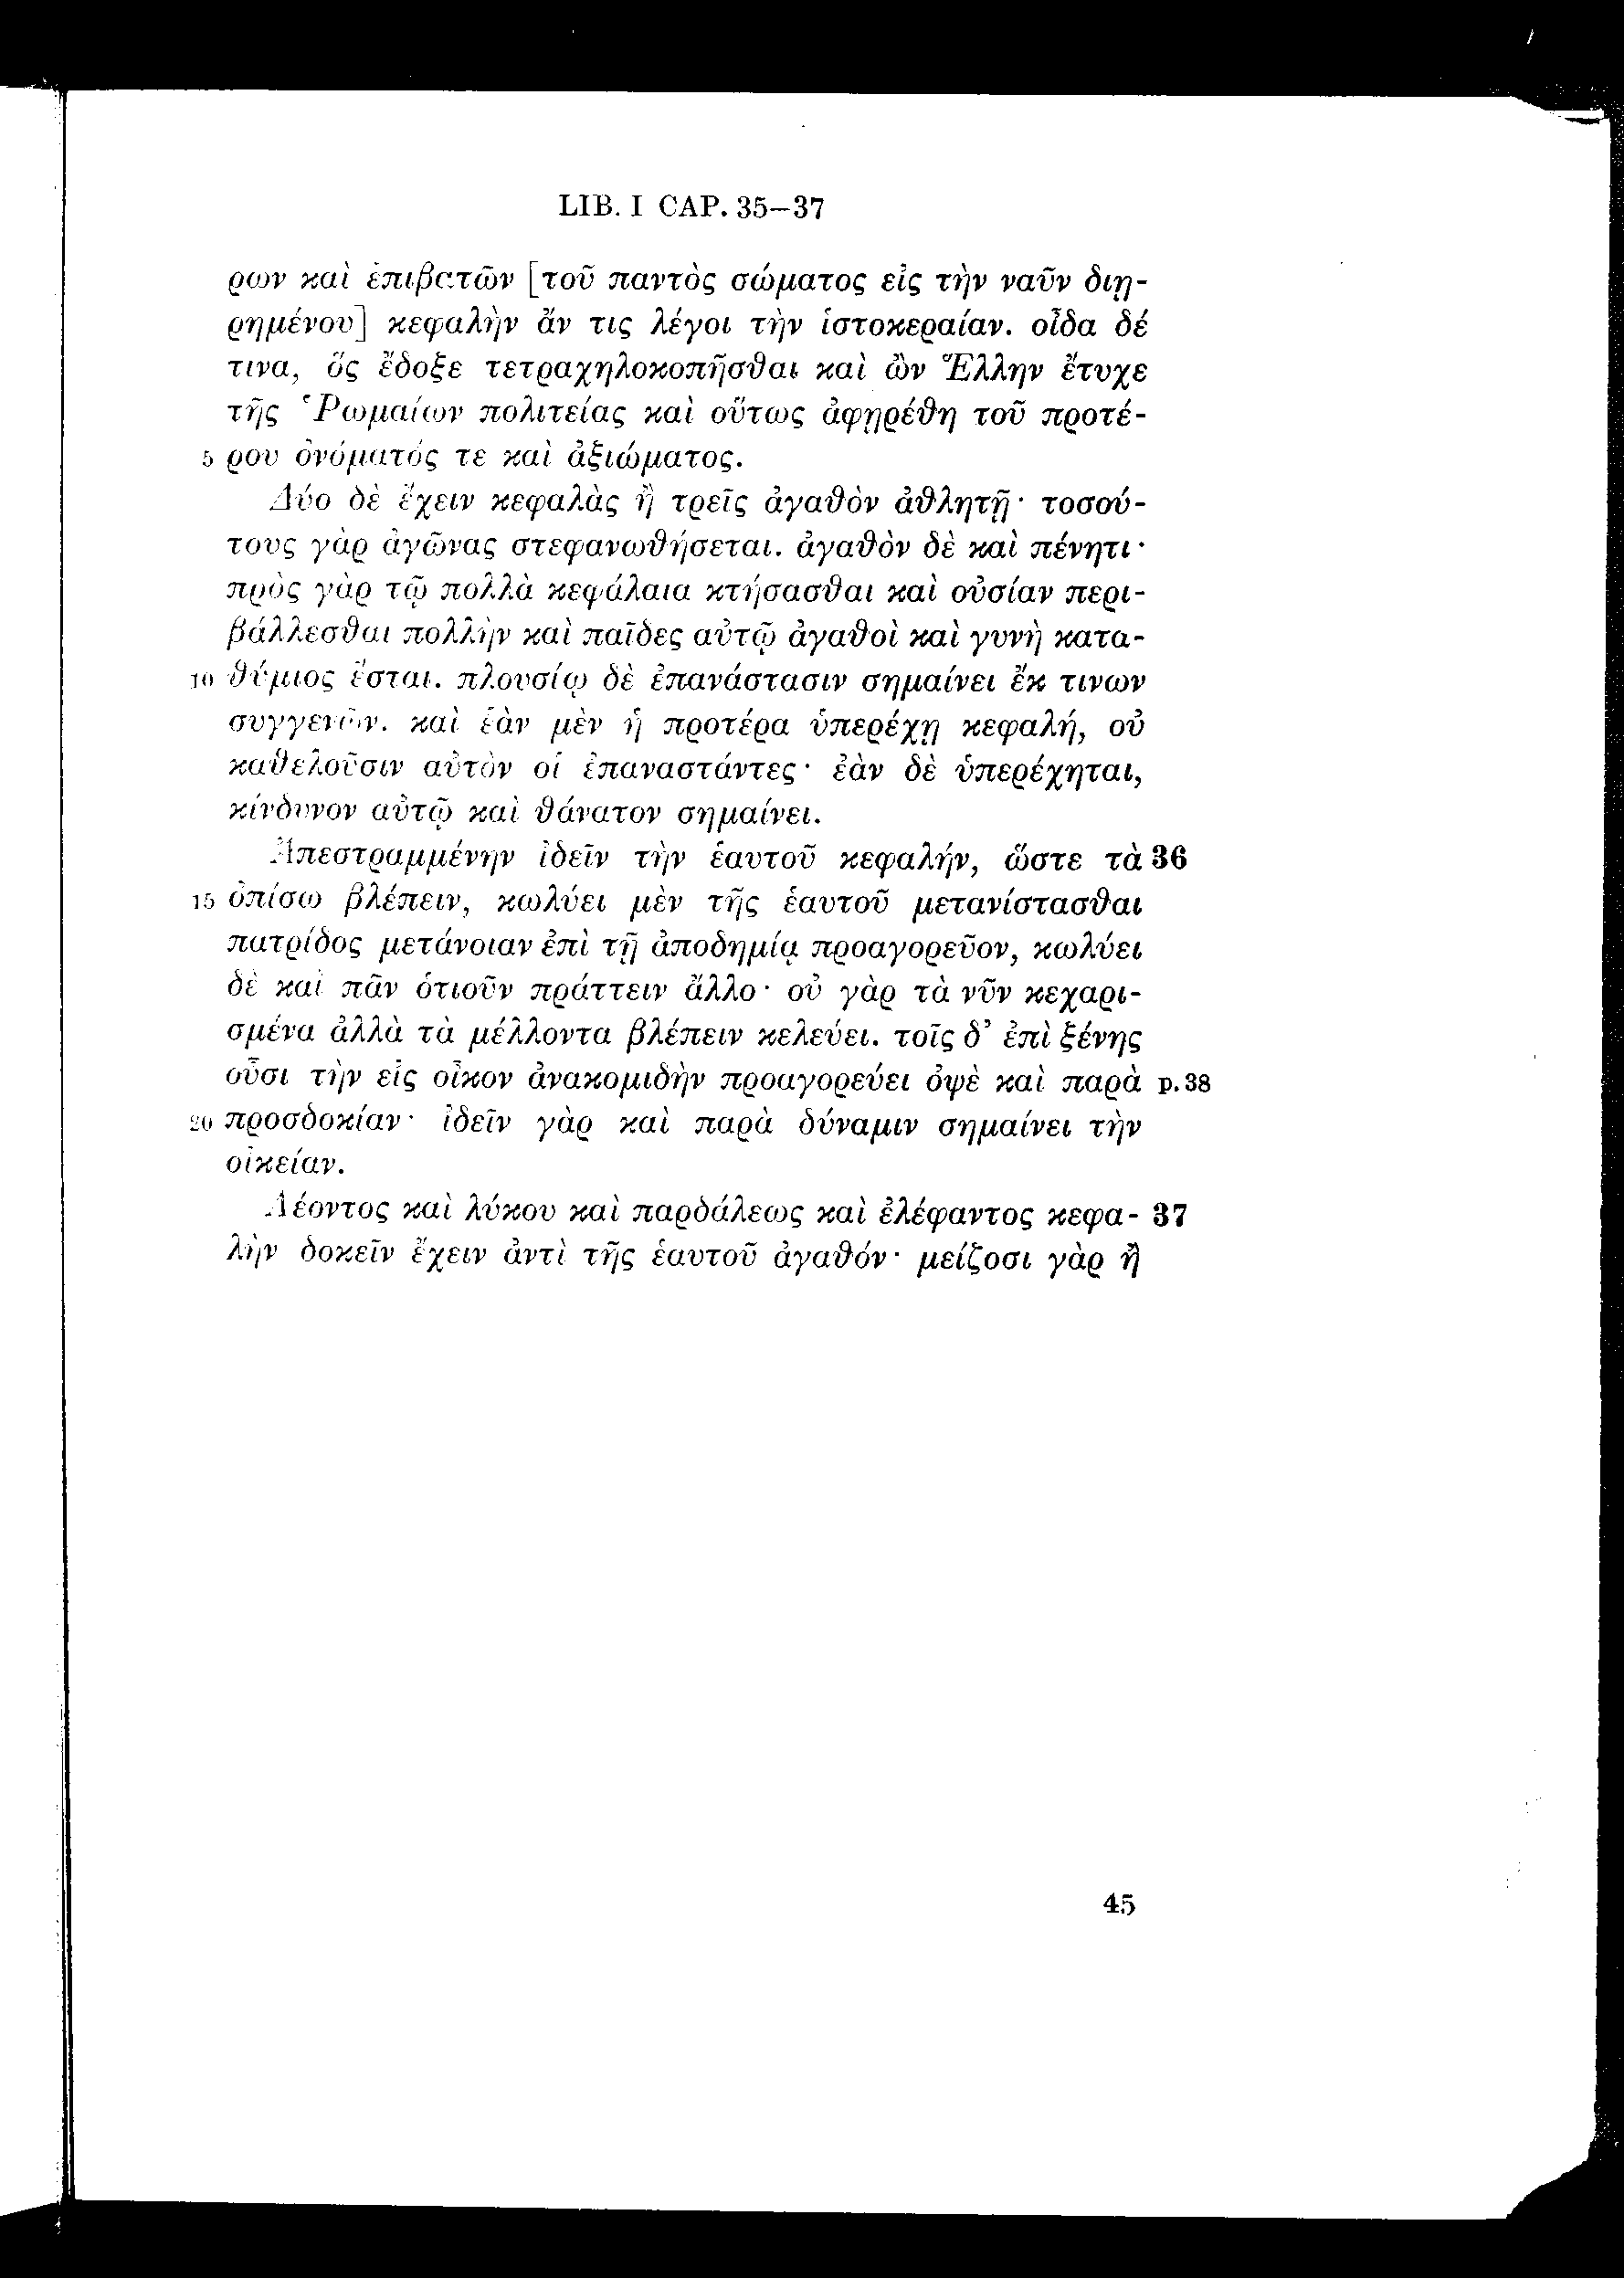 LIB. I CAP. 35–37
ρων καὶ ἐπιβατῶν [τοῦ παντὸς σώματος εἰς τὴν ναῦν διῃ-
ρημένου] κεφαλὴν ἄν τις λέγοι τὴν ἱστοκεραίαν. οἶδα δέ
τινα, ὃς ἔδοξε τετραχηλοκοπῆσθαι καὶ ὢν Ἕλλην ἔτυχε
τῆς Ῥωμαίων πολιτείας καὶ οὕτως ἀφῃρέθη τοῦ προτέ-
5 ρου ὀνόματός τε καὶ ἀξιώματος.
Δύο δὲ ἔχειν κεφαλὰς ἢ τρεῖς ἀγαθὸν ἀθλητῇ· τοσού-
τους γὰρ ἀγῶνας στεφανωθήσεται. ἀγαθὸν δὲ καὶ πένητι·
πρὸς γὰρ τῷ πολλὰ κεφάλαια κτήσασθαι καὶ οὐσίαν περι-
βάλλεσθαι πολλὴν καὶ παῖδες αὐτῷ ἀγαθοὶ καὶ γυνὴ κατα-
10 θύμιος ἔσται. πλουσίῳ δὲ ἐπανάστασιν σημαίνει ἔκ τινων
συγγενῶν. καὶ ἐὰν μὲν ἡ προτέρα ὑπερέχῃ κεφαλή, οὐ
καθελοῦσιν αὐτὸν οἱ ἐπαναστάντες· ἐὰν δὲ ὑπερέχηται,
κίνδυνον αὐτῷ καὶ θάνατον σημαίνει.
Ἀπεστραμμένην ἰδεῖν τὴν ἑαυτοῦ κεφαλήν, ὥστε τὰ 36
15 ὀπίσω βλέπειν, κωλύει μὲν τῆς ἑαυτοῦ μετανίστασθαι
πατρίδος μετάνοιαν ἐπὶ τῇ ἀποδημίᾳ προαγορεῦον, κωλύει
δὲ καὶ πᾶν ὁτιοῦν πράττειν ἄλλο· οὐ γὰρ τὰ νῦν κεχαρι-
σμένα ἀλλὰ τὰ μέλλοντα βλέπειν κελεύει. τοῖς δ’ ἐπὶ ξένης
οὖσι τὴν εἰς οἶκον ἀνακομιδὴν προαγορεύει ὀψὲ καὶ παρὰ p. 38
20 προσδοκίαν· ἰδεῖν γὰρ καὶ παρὰ δύναμιν σημαίνει τὴν
οἰκείαν.
Λέοντος καὶ λύκου καὶ παρδάλεως καὶ ἐλέφαντος κεφα- 37
λὴν δοκεῖν ἔχειν ἀντὶ τῆς ἑαυτοῦ ἀγαθόν· μείζοσι γὰρ ἢ
45